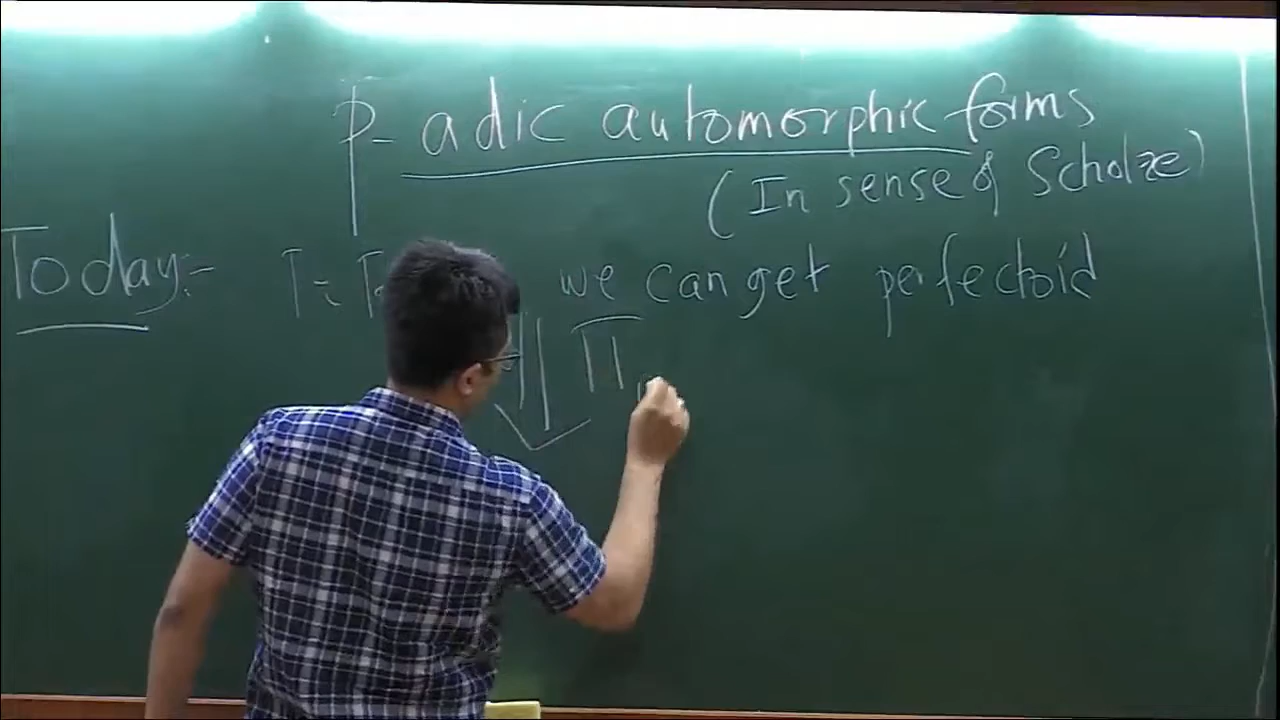 P-adic automorphic forms
(In sense of Scholze)
Today:- we can get perfectoid
Π